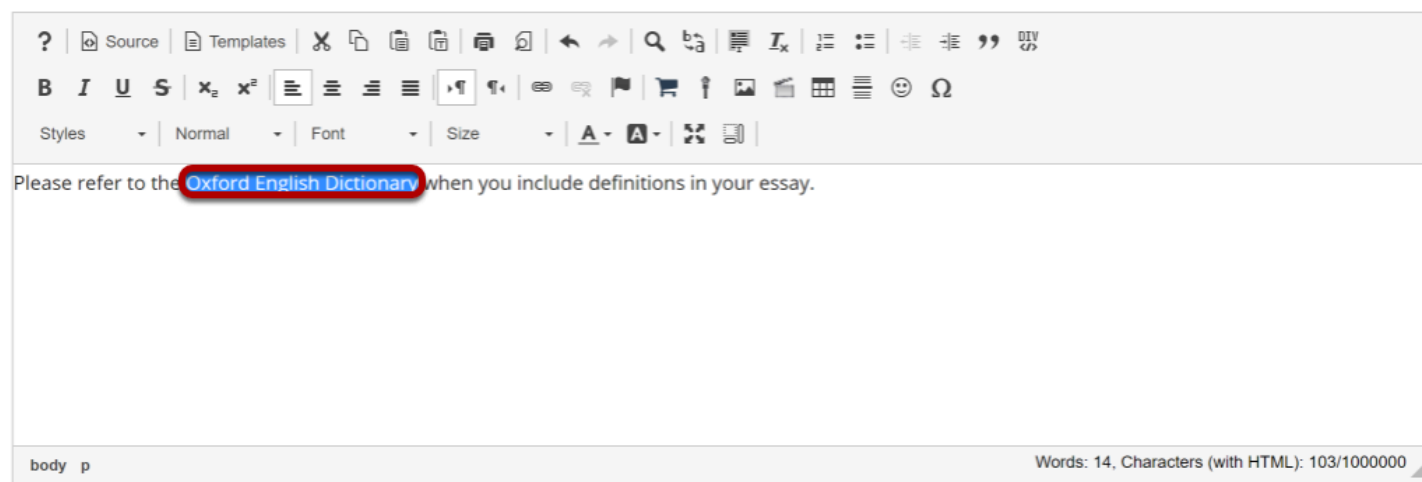 ? Source Templates
B I U S x₂ x² Ω
Styles Normal Font Size A A
Please refer to the Oxford English Dictionary when you include definitions in your essay.
body p Words: 14, Characters (with HTML): 103/1000000